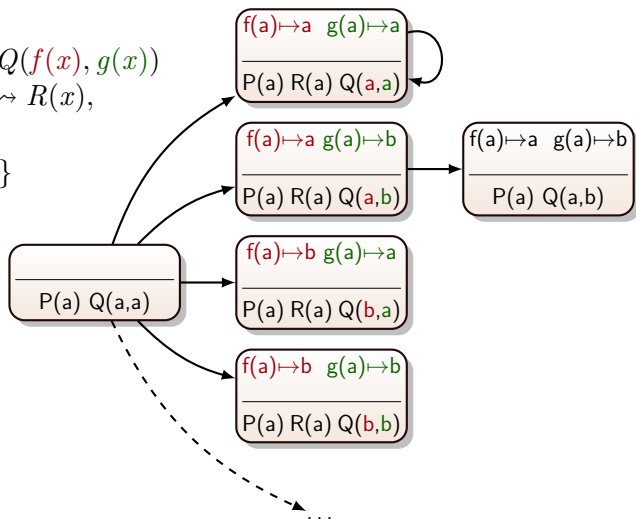 Q(f(x), g(x))
⇝ R(x),
}
f(a)↦a g(a)↦a
P(a) R(a) Q(a,a)
f(a)↦a g(a)↦b
P(a) R(a) Q(a,b)
f(a)↦a g(a)↦b
P(a) Q(a,b)
P(a) Q(a,a)
f(a)↦b g(a)↦a
P(a) R(a) Q(b,a)
f(a)↦b g(a)↦b
P(a) R(a) Q(b,b)
...